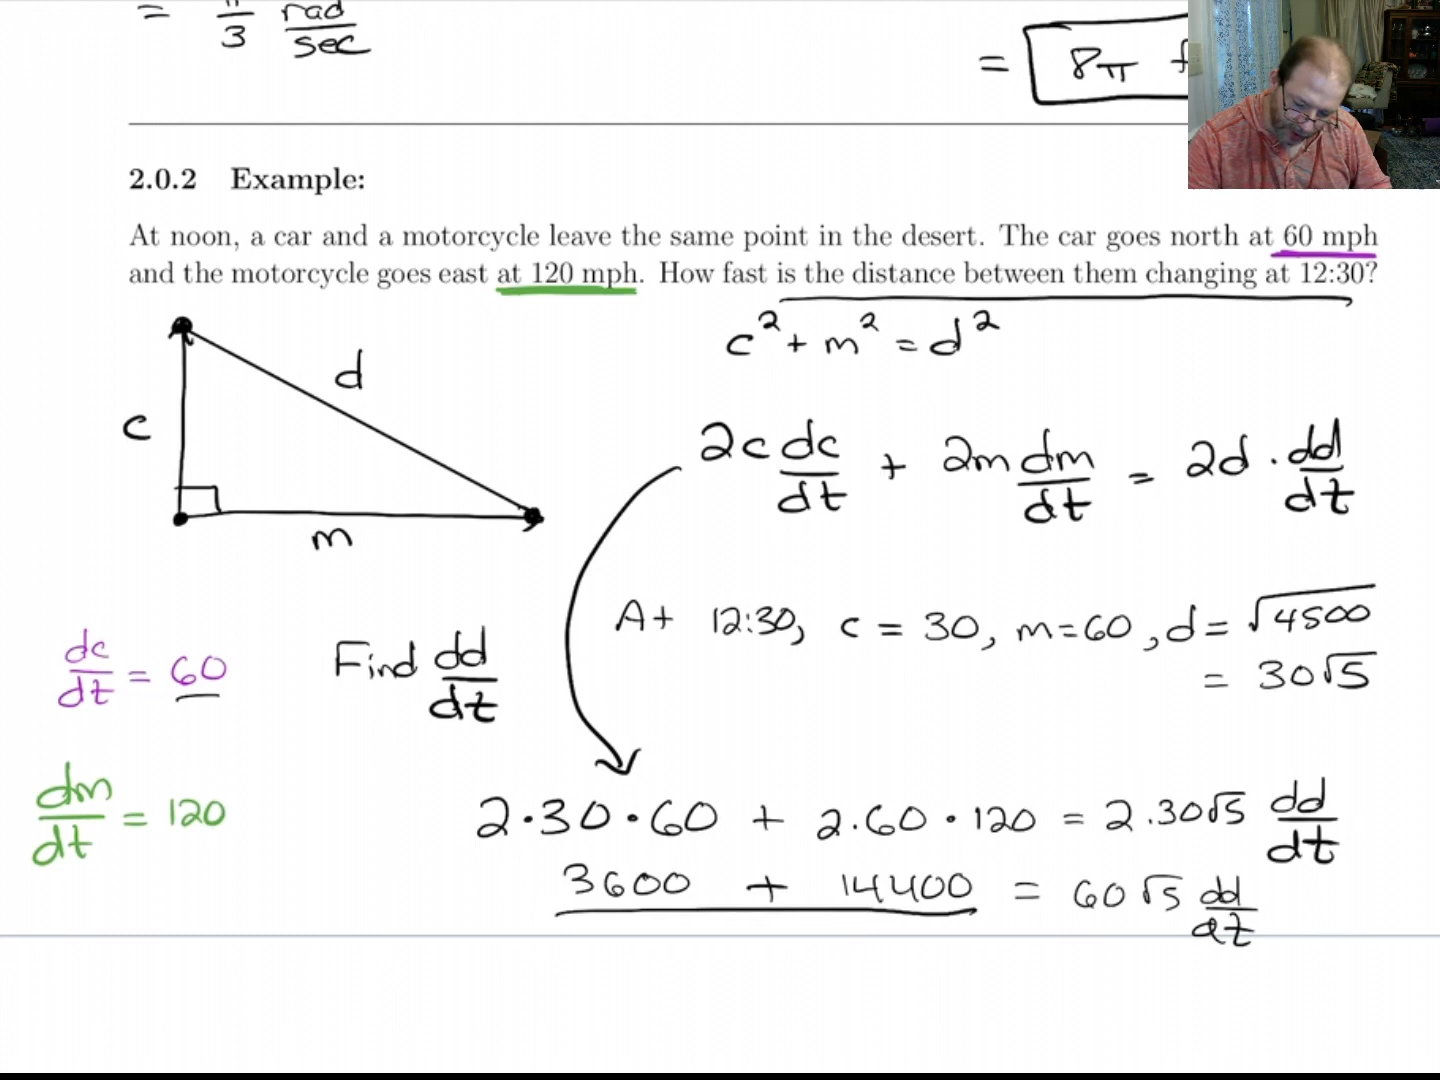 = π/3 rad/sec
= 8π f
2.0.2 Example:
At noon, a car and a motorcycle leave the same point in the desert. The car goes north at 60 mph
and the motorcycle goes east at 120 mph. How fast is the distance between them changing at 12:30?
c² + m² = d²
d
c
m
2c dc/dt + 2m dm/dt = 2d · dd/dt
At 12:30, c = 30, m=60, d= √4500
= 30√5
dc/dt = 60
Find dd/dt
dm/dt = 120
2·30·60 + 2.60·120 = 2.30√5 dd/dt
3600 + 14400 = 60√5 dd/dt